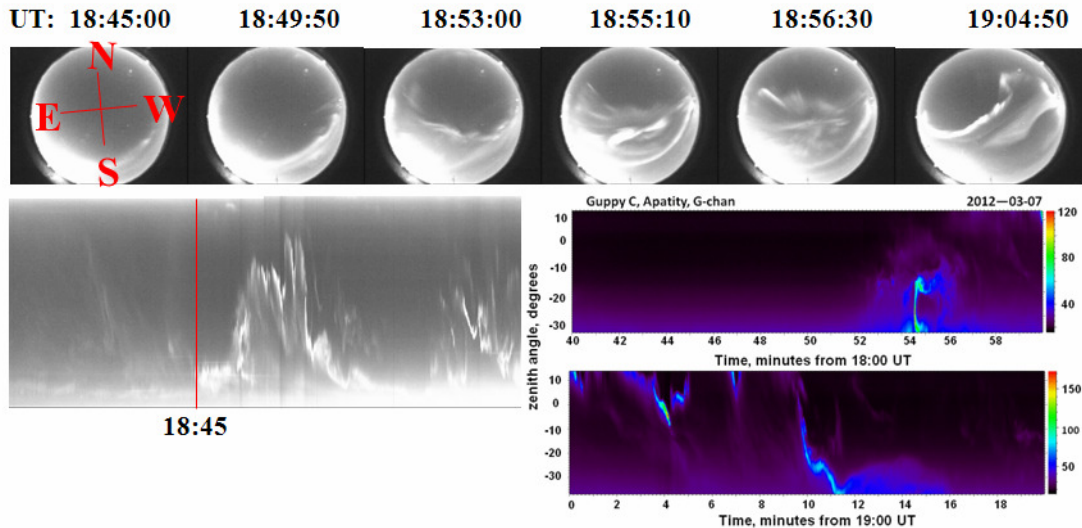 UT: 18:45:00 18:49:50 18:53:00 18:55:10 18:56:30 19:04:50
N
E W
S
Guppy C, Apatity, G-chan 2012—03-07
10
0
-10
-20
-30
40 42 44 46 48 50 52 54 56 58
Time, minutes from 18:00 UT
120
80
40
zenith angle, degrees
10
0
-10
-20
-30
0 2 4 6 8 10 12 14 16 18
Time, minutes from 19:00 UT
150
100
50
18:45